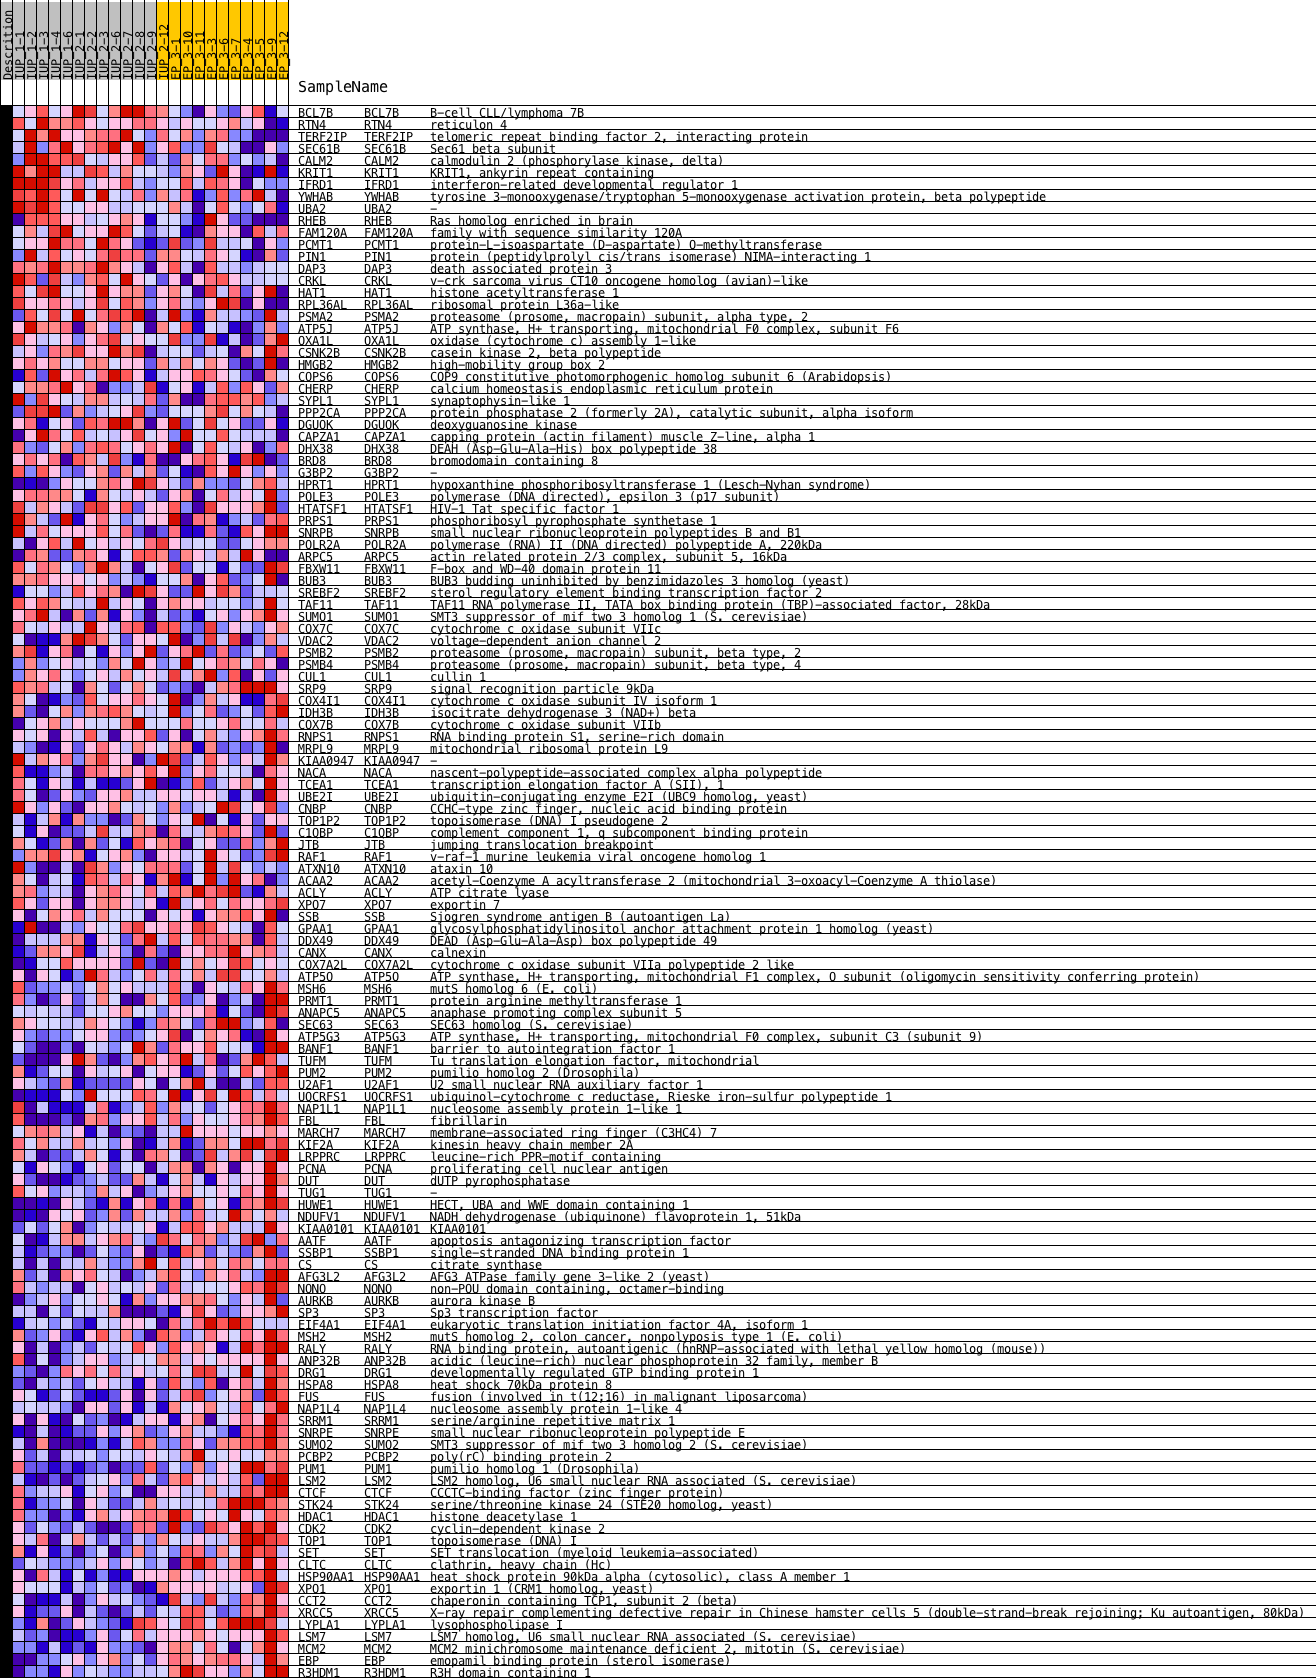 Descrition
IUP_1-1
IUP_1-2
IUP_1-3
IUP_1-4
IUP_1-6
IUP_2-1
IUP_2-2
IUP_2-3
IUP_2-6
IUP_2-7
IUP_2-8
IUP_2-9
IUP_2-12
EP_3-1
EP_3-10
EP_3-11
EP_3-3
EP_3-6
EP_3-7
EP_3-4
EP_3-5
EP_3-9
EP_3-12
SampleName
BCL7B BCL7B B-cell CLL/lymphoma 7B
RTN4 RTN4 reticulon 4
TERF2IP TERF2IP telomeric repeat binding factor 2, interacting protein
SEC61B SEC61B Sec61 beta subunit
CALM2 CALM2 calmodulin 2 (phosphorylase kinase, delta)
KRIT1 KRIT1 KRIT1, ankyrin repeat containing
IFRD1 IFRD1 interferon-related developmental regulator 1
YWHAB YWHAB tyrosine 3-monooxygenase/tryptophan 5-monooxygenase activation protein, beta polypeptide
UBA2 UBA2 -
RHEB RHEB Ras homolog enriched in brain
FAM120A FAM120A family with sequence similarity 120A
PCMT1 PCMT1 protein-L-isoaspartate (D-aspartate) O-methyltransferase
PIN1 PIN1 protein (peptidylprolyl cis/trans isomerase) NIMA-interacting 1
DAP3 DAP3 death associated protein 3
CRKL CRKL v-crk sarcoma virus CT10 oncogene homolog (avian)-like
HAT1 HAT1 histone acetyltransferase 1
RPL36AL RPL36AL ribosomal protein L36a-like
PSMA2 PSMA2 proteasome (prosome, macropain) subunit, alpha type, 2
ATP5J ATP5J ATP synthase, H+ transporting, mitochondrial F0 complex, subunit F6
OXA1L OXA1L oxidase (cytochrome c) assembly 1-like
CSNK2B CSNK2B casein kinase 2, beta polypeptide
HMGB2 HMGB2 high-mobility group box 2
COPS6 COPS6 COP9 constitutive photomorphogenic homolog subunit 6 (Arabidopsis)
CHERP CHERP calcium homeostasis endoplasmic reticulum protein
SYPL1 SYPL1 synaptophysin-like 1
PPP2CA PPP2CA protein phosphatase 2 (formerly 2A), catalytic subunit, alpha isoform
DGUOK DGUOK deoxyguanosine kinase
CAPZA1 CAPZA1 capping protein (actin filament) muscle Z-line, alpha 1
DHX38 DHX38 DEAH (Asp-Glu-Ala-His) box polypeptide 38
BRD8 BRD8 bromodomain containing 8
G3BP2 G3BP2 -
HPRT1 HPRT1 hypoxanthine phosphoribosyltransferase 1 (Lesch-Nyhan syndrome)
POLE3 POLE3 polymerase (DNA directed), epsilon 3 (p17 subunit)
HTATSF1 HTATSF1 HIV-1 Tat specific factor 1
PRPS1 PRPS1 phosphoribosyl pyrophosphate synthetase 1
SNRPB SNRPB small nuclear ribonucleoprotein polypeptides B and B1
POLR2A POLR2A polymerase (RNA) II (DNA directed) polypeptide A, 220kDa
ARPC5 ARPC5 actin related protein 2/3 complex, subunit 5, 16kDa
FBXW11 FBXW11 F-box and WD-40 domain protein 11
BUB3 BUB3 BUB3 budding uninhibited by benzimidazoles 3 homolog (yeast)
SREBF2 SREBF2 sterol regulatory element binding transcription factor 2
TAF11 TAF11 TAF11 RNA polymerase II, TATA box binding protein (TBP)-associated factor, 28kDa
SUMO1 SUMO1 SMT3 suppressor of mif two 3 homolog 1 (S. cerevisiae)
COX7C COX7C cytochrome c oxidase subunit VIIc
VDAC2 VDAC2 voltage-dependent anion channel 2
PSMB2 PSMB2 proteasome (prosome, macropain) subunit, beta type, 2
PSMB4 PSMB4 proteasome (prosome, macropain) subunit, beta type, 4
CUL1 CUL1 cullin 1
SRP9 SRP9 signal recognition particle 9kDa
COX4I1 COX4I1 cytochrome c oxidase subunit IV isoform 1
IDH3B IDH3B isocitrate dehydrogenase 3 (NAD+) beta
COX7B COX7B cytochrome c oxidase subunit VIIb
RNPS1 RNPS1 RNA binding protein S1, serine-rich domain
MRPL9 MRPL9 mitochondrial ribosomal protein L9
KIAA0947 KIAA0947 -
NACA NACA nascent-polypeptide-associated complex alpha polypeptide
TCEA1 TCEA1 transcription elongation factor A (SII), 1
UBE2I UBE2I ubiquitin-conjugating enzyme E2I (UBC9 homolog, yeast)
CNBP CNBP CCHC-type zinc finger, nucleic acid binding protein
TOP1P2 TOP1P2 topoisomerase (DNA) I pseudogene 2
C1QBP C1QBP complement component 1, q subcomponent binding protein
JTB JTB jumping translocation breakpoint
RAF1 RAF1 v-raf-1 murine leukemia viral oncogene homolog 1
ATXN10 ATXN10 ataxin 10
ACAA2 ACAA2 acetyl-Coenzyme A acyltransferase 2 (mitochondrial 3-oxoacyl-Coenzyme A thiolase)
ACLY ACLY ATP citrate lyase
XPO7 XPO7 exportin 7
SSB SSB Sjogren syndrome antigen B (autoantigen La)
GPAA1 GPAA1 glycosylphosphatidylinositol anchor attachment protein 1 homolog (yeast)
DDX49 DDX49 DEAD (Asp-Glu-Ala-Asp) box polypeptide 49
CANX CANX calnexin
COX7A2L COX7A2L cytochrome c oxidase subunit VIIa polypeptide 2 like
ATP5O ATP5O ATP synthase, H+ transporting, mitochondrial F1 complex, O subunit (oligomycin sensitivity conferring protein)
MSH6 MSH6 mutS homolog 6 (E. coli)
PRMT1 PRMT1 protein arginine methyltransferase 1
ANAPC5 ANAPC5 anaphase promoting complex subunit 5
SEC63 SEC63 SEC63 homolog (S. cerevisiae)
ATP5G3 ATP5G3 ATP synthase, H+ transporting, mitochondrial F0 complex, subunit C3 (subunit 9)
BANF1 BANF1 barrier to autointegration factor 1
TUFM TUFM Tu translation elongation factor, mitochondrial
PUM2 PUM2 pumilio homolog 2 (Drosophila)
U2AF1 U2AF1 U2 small nuclear RNA auxiliary factor 1
UQCRFS1 UQCRFS1 ubiquinol-cytochrome c reductase, Rieske iron-sulfur polypeptide 1
NAP1L1 NAP1L1 nucleosome assembly protein 1-like 1
FBL FBL fibrillarin
MARCH7 MARCH7 membrane-associated ring finger (C3HC4) 7
KIF2A KIF2A kinesin heavy chain member 2A
LRPPRC LRPPRC leucine-rich PPR-motif containing
PCNA PCNA proliferating cell nuclear antigen
DUT DUT dUTP pyrophosphatase
TUG1 TUG1 -
HUWE1 HUWE1 HECT, UBA and WWE domain containing 1
NDUFV1 NDUFV1 NADH dehydrogenase (ubiquinone) flavoprotein 1, 51kDa
KIAA0101 KIAA0101 KIAA0101
AATF AATF apoptosis antagonizing transcription factor
SSBP1 SSBP1 single-stranded DNA binding protein 1
CS CS citrate synthase
AFG3L2 AFG3L2 AFG3 ATPase family gene 3-like 2 (yeast)
NONO NONO non-POU domain containing, octamer-binding
AURKB AURKB aurora kinase B
SP3 SP3 Sp3 transcription factor
EIF4A1 EIF4A1 eukaryotic translation initiation factor 4A, isoform 1
MSH2 MSH2 mutS homolog 2, colon cancer, nonpolyposis type 1 (E. coli)
RALY RALY RNA binding protein, autoantigenic (hnRNP-associated with lethal yellow homolog (mouse))
ANP32B ANP32B acidic (leucine-rich) nuclear phosphoprotein 32 family, member B
DRG1 DRG1 developmentally regulated GTP binding protein 1
HSPA8 HSPA8 heat shock 70kDa protein 8
FUS FUS fusion (involved in t(12;16) in malignant liposarcoma)
NAP1L4 NAP1L4 nucleosome assembly protein 1-like 4
SRRM1 SRRM1 serine/arginine repetitive matrix 1
SNRPE SNRPE small nuclear ribonucleoprotein polypeptide E
SUMO2 SUMO2 SMT3 suppressor of mif two 3 homolog 2 (S. cerevisiae)
PCBP2 PCBP2 poly(rC) binding protein 2
PUM1 PUM1 pumilio homolog 1 (Drosophila)
LSM2 LSM2 LSM2 homolog, U6 small nuclear RNA associated (S. cerevisiae)
CTCF CTCF CCCTC-binding factor (zinc finger protein)
STK24 STK24 serine/threonine kinase 24 (STE20 homolog, yeast)
HDAC1 HDAC1 histone deacetylase 1
CDK2 CDK2 cyclin-dependent kinase 2
TOP1 TOP1 topoisomerase (DNA) I
SET SET SET translocation (myeloid leukemia-associated)
CLTC CLTC clathrin, heavy chain (Hc)
HSP90AA1 HSP90AA1 heat shock protein 90kDa alpha (cytosolic), class A member 1
XPO1 XPO1 exportin 1 (CRM1 homolog, yeast)
CCT2 CCT2 chaperonin containing TCP1, subunit 2 (beta)
XRCC5 XRCC5 X-ray repair complementing defective repair in Chinese hamster cells 5 (double-strand-break rejoining; Ku autoantigen, 80kDa)
LYPLA1 LYPLA1 lysophospholipase I
LSM7 LSM7 LSM7 homolog, U6 small nuclear RNA associated (S. cerevisiae)
MCM2 MCM2 MCM2 minichromosome maintenance deficient 2, mitotin (S. cerevisiae)
EBP EBP emopamil binding protein (sterol isomerase)
R3HDM1 R3HDM1 R3H domain containing 1